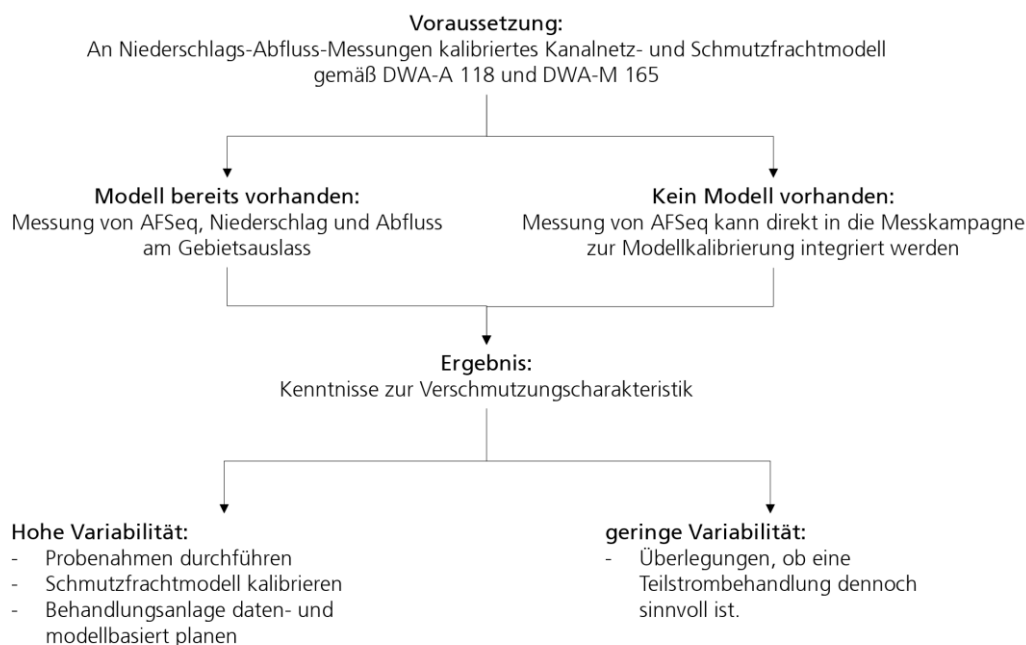 Voraussetzung:
An Niederschlags-Abfluss-Messungen kalibriertes Kanalnetz- und Schmutzfrachtmodell
gemäß DWA-A 118 und DWA-M 165
Modell bereits vorhanden:
Messung von AFSeq, Niederschlag und Abfluss
am Gebietsauslass
Kein Modell vorhanden:
Messung von AFSeq kann direkt in die Messkampagne
zur Modellkalibrierung integriert werden
Ergebnis:
Kenntnisse zur Verschmutzungscharakteristik
Hohe Variabilität:
- Probenahmen durchführen
- Schmutzfrachtmodell kalibrieren
- Behandlungsanlage daten- und
modellbasiert planen
geringe Variabilität:
- Überlegungen, ob eine
Teilstrombehandlung dennoch
sinnvoll ist.